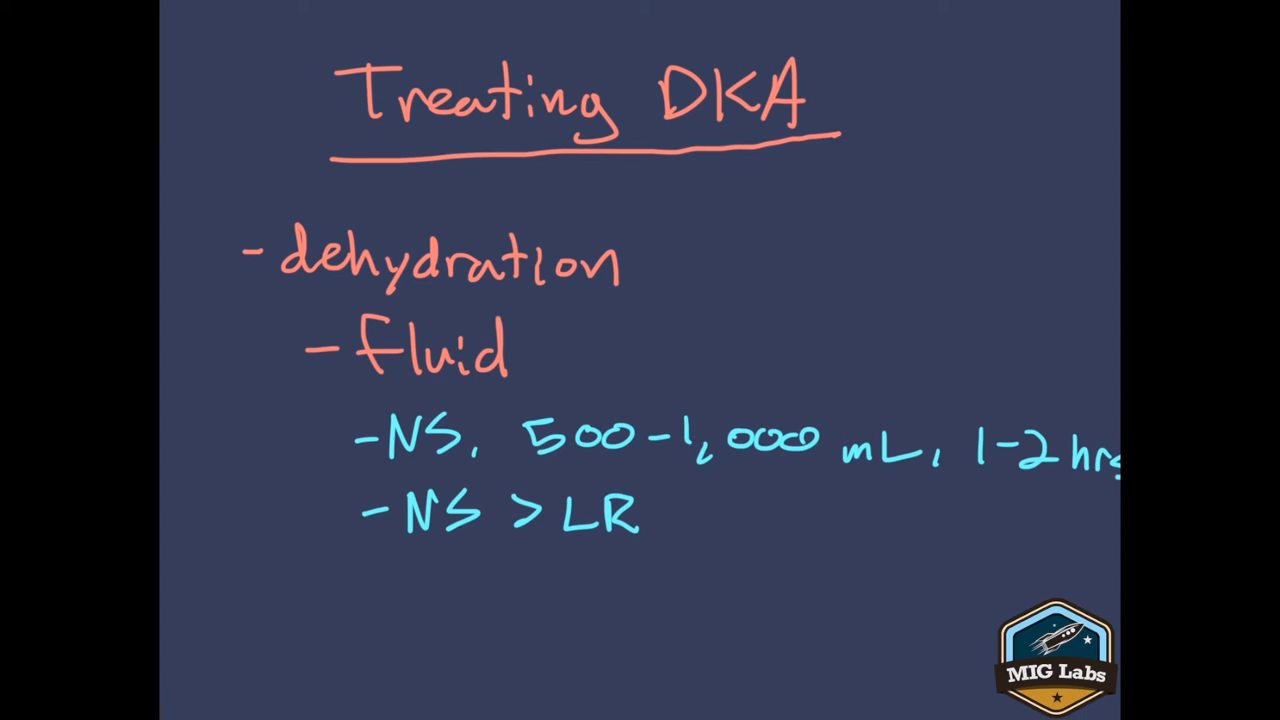 Treating DKA
- dehydration
- fluid
- NS, 500-1,000 mL, 1-2 hrs
- NS > LR
MIG Labs